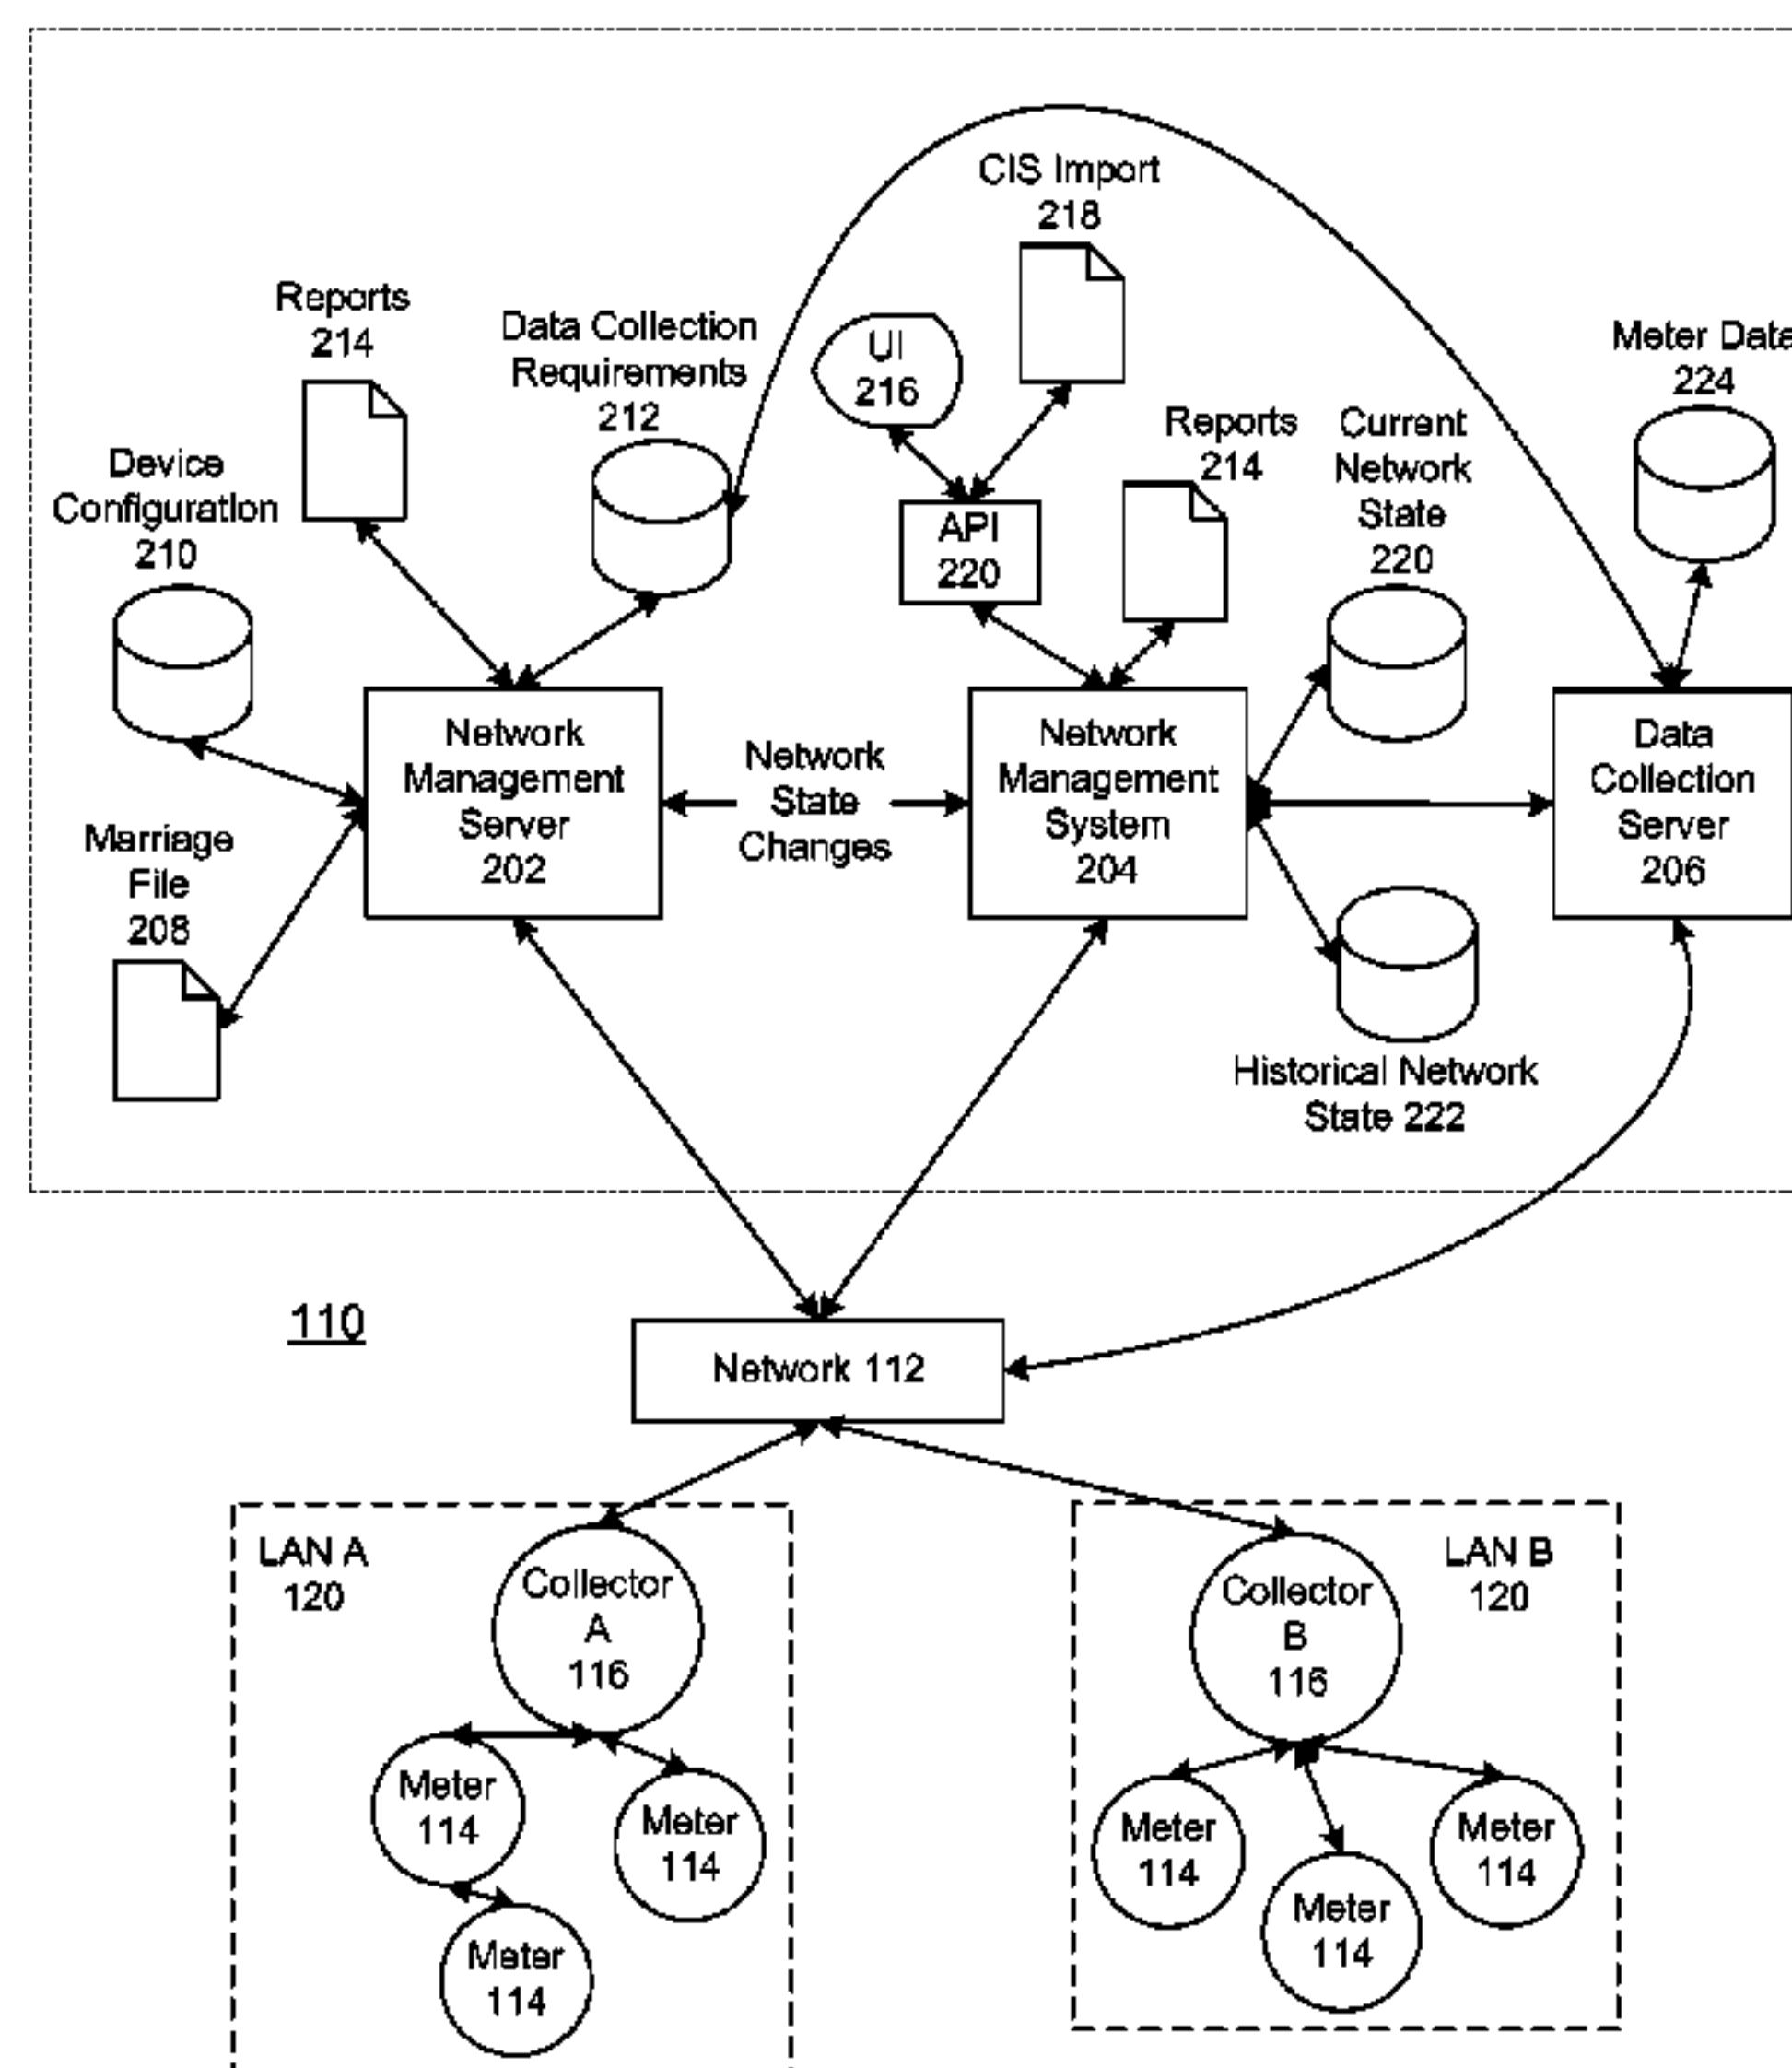 CIS Import
218
Reports
214
Data Collection
Requirements
212
UI
216
Meter Data
224
Reports
214
Current
Network
State
220
Device
Configuration
210
API
220
Network
Management
Server
202
Network
State
Changes
Network
Management
System
204
Data
Collection
Server
206
Marriage
File
208
Historical Network
State 222
110
Network 112
LAN A
120
Collector
A
116
LAN B
120
Collector
B
116
Meter
114
Meter
114
Meter
114
Meter
114
Meter
114
Meter
114